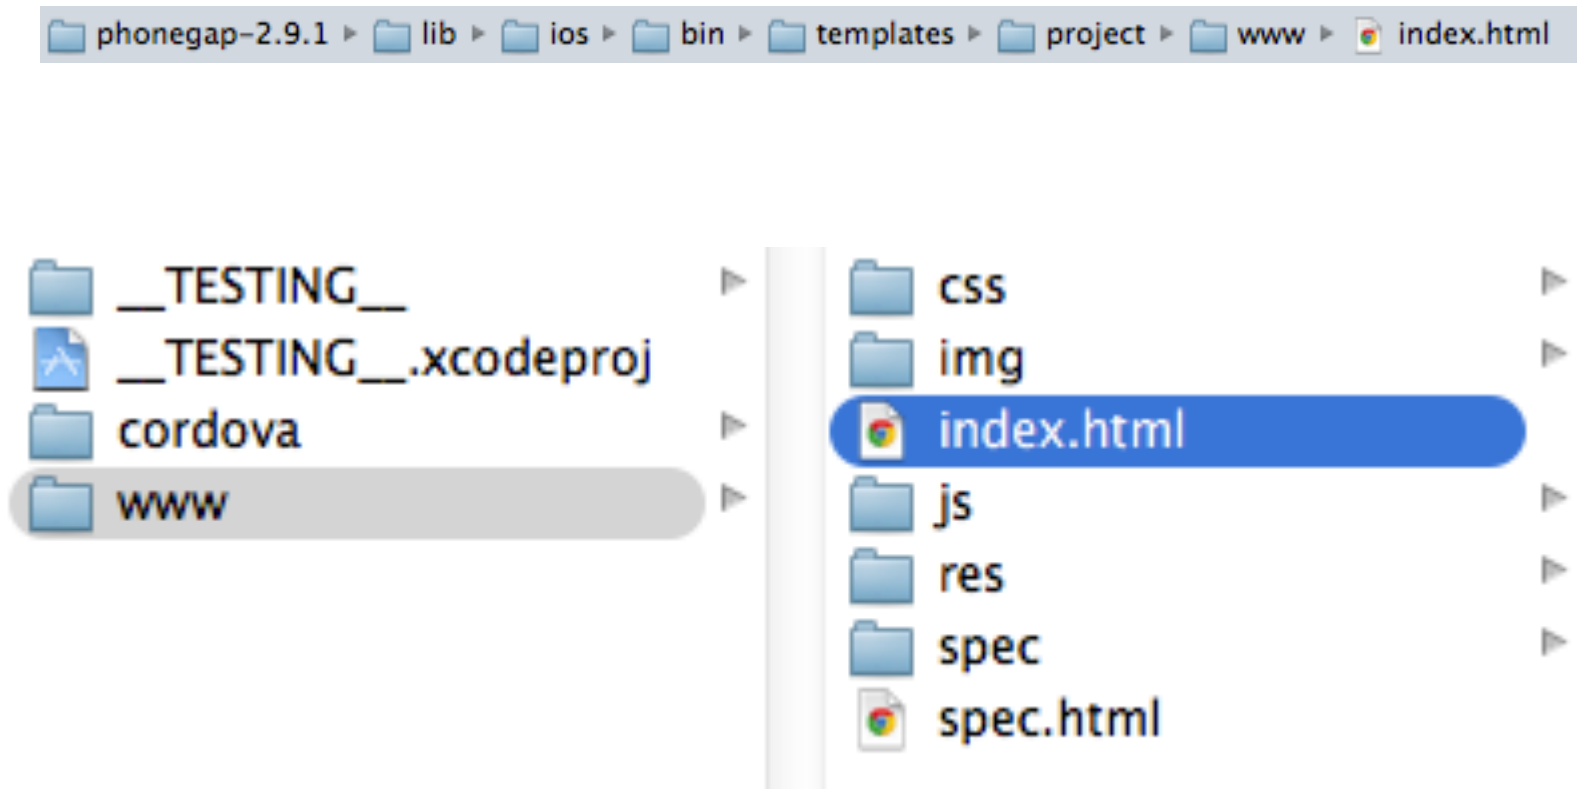 phonegap-2.9.1 ▸ lib ▸ ios ▸ bin ▸ templates ▸ project ▸ www ▸ index.html
__TESTING__
__TESTING__.xcodeproj
cordova
www
css
img
index.html
js
res
spec
spec.html